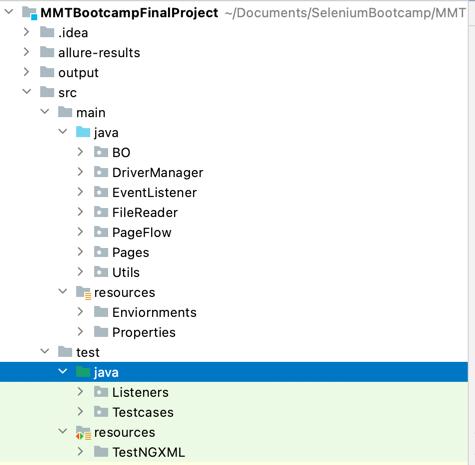 MMTBootcampFinalProject ~/Documents/SeleniumBootcamp/MMT
.idea
allure-results
output
src
main
java
BO
DriverManager
EventListener
FileReader
PageFlow
Pages
Utils
resources
Enviornments
Properties
test
java
Listeners
Testcases
resources
TestNGXML